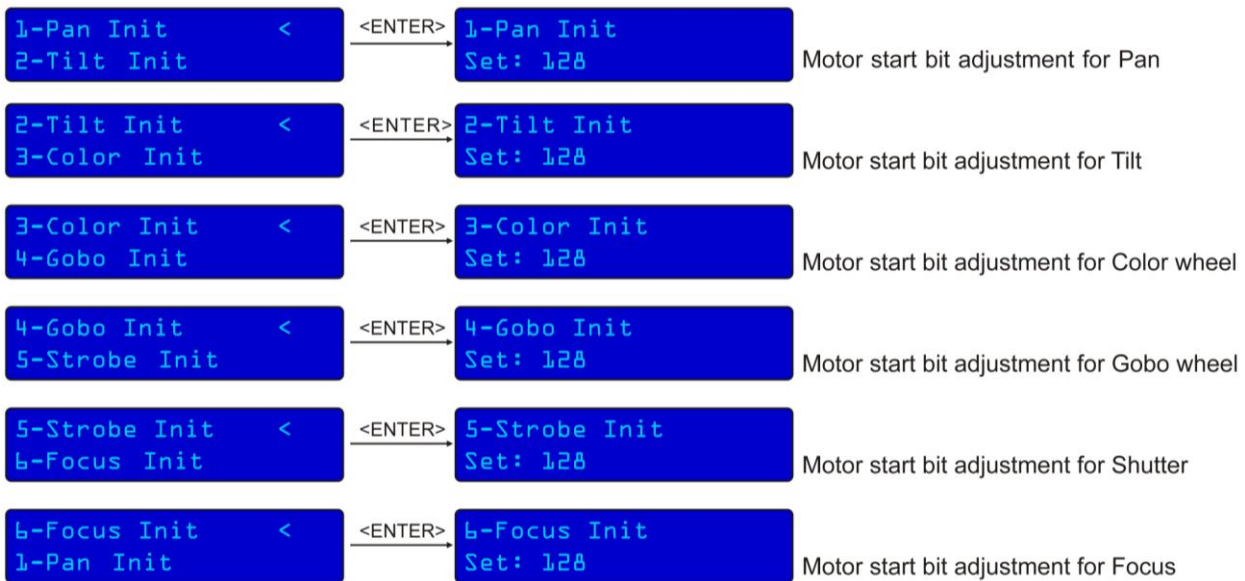 1-Pan Init <
2-Tilt Init
<ENTER>
1-Pan Init
Set: 128
Motor start bit adjustment for Pan
2-Tilt Init <
3-Color Init
<ENTER>
2-Tilt Init
Set: 128
Motor start bit adjustment for Tilt
3-Color Init <
4-Gobo Init
<ENTER>
3-Color Init
Set: 128
Motor start bit adjustment for Color wheel
4-Gobo Init <
5-Strobe Init
<ENTER>
4-Gobo Init
Set: 128
Motor start bit adjustment for Gobo wheel
5-Strobe Init <
6-Focus Init
<ENTER>
5-Strobe Init
Set: 128
Motor start bit adjustment for Shutter
6-Focus Init <
1-Pan Init
<ENTER>
6-Focus Init
Set: 128
Motor start bit adjustment for Focus